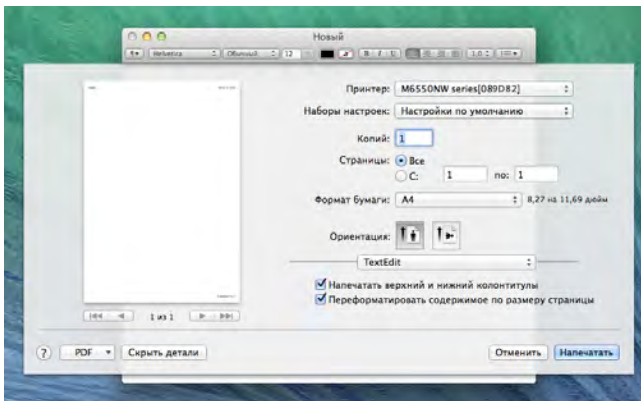 Новый
Helvetica Обычный 12 a B I U 1,0
Принтер: M6550NW series[089D82]
Наборы настроек: Настройки по умолчанию
Копий: 1
Страницы: Все
С: 1 по: 1
Формат бумаги: A4 8,27 на 11,69 дюйм
Ориентация:
TextEdit
Напечатать верхний и нижний колонтитулы
Переформатировать содержимое по размеру страницы
1 из 1
? PDF Скрыть детали Отменить Напечатать